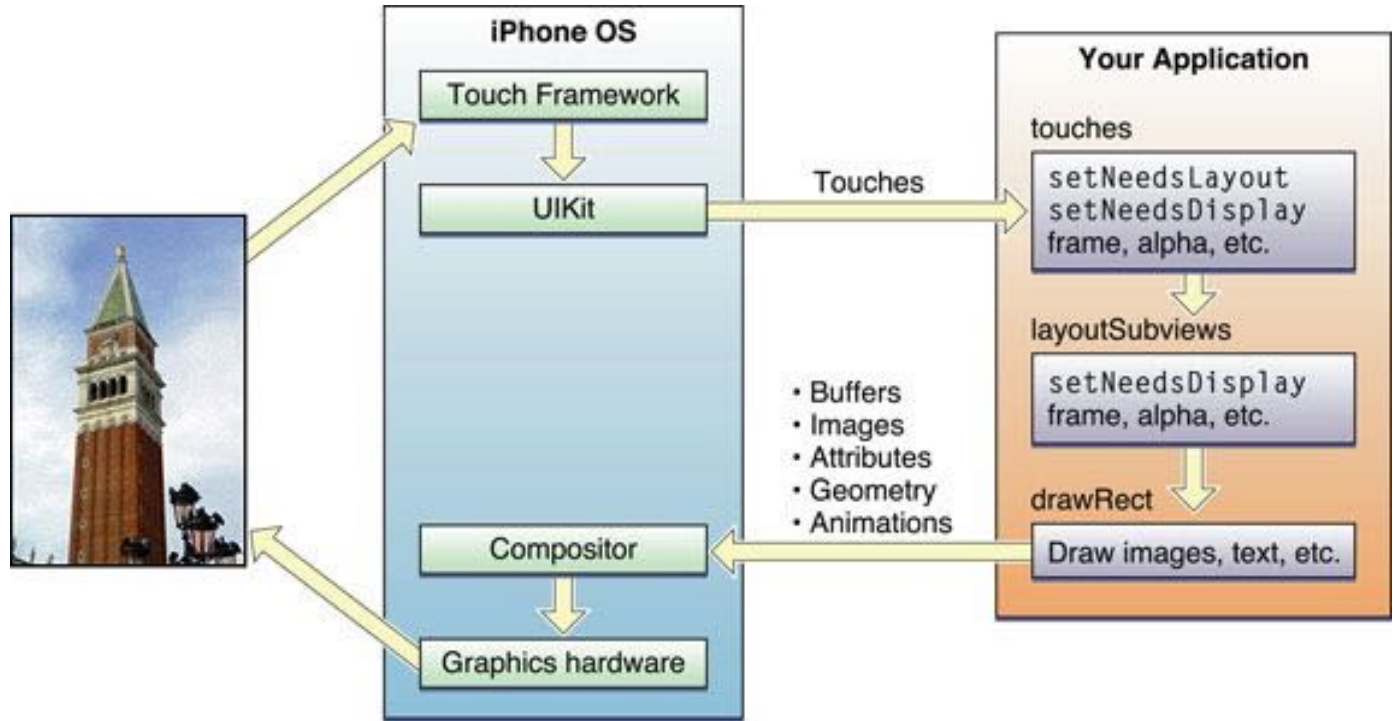 iPhone OS
Touch Framework
UIKit
Touches
Your Application
touches
setNeedsLayout
setNeedsDisplay
frame, alpha, etc.
layoutSubviews
setNeedsDisplay
frame, alpha, etc.
drawRect
Draw images, text, etc.
• Buffers
• Images
• Attributes
• Geometry
• Animations
Compositor
Graphics hardware